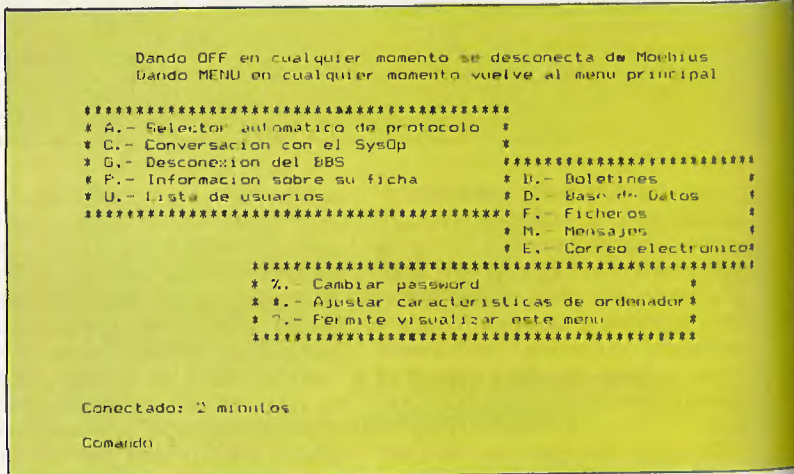 Dando OFF en cualquier momento se desconecta de Moebius
Dando MENU en cualquier momento vuelve al menu principal
*****************************************
* A.- Selector automatico de protocolo *
* C.- Conversacion con el SysOp *
* G.- Desconexion del BBS
*************************
* P.- Informacion sobre su ficha
* B.- Boletines *
* U.- Lista de usuarios
* D.- Base de Datos *
*****************************************
* F.- Ficheros *
* M.- Mensajes *
* E.- Correo electronico*
************************************************
* %.- Cambiar password *
* *.- Ajustar caracteristicas de ordenador*
* ?.- Permite visualizar este menu *
*******************************************
Conectado: 2 minutos
Comando